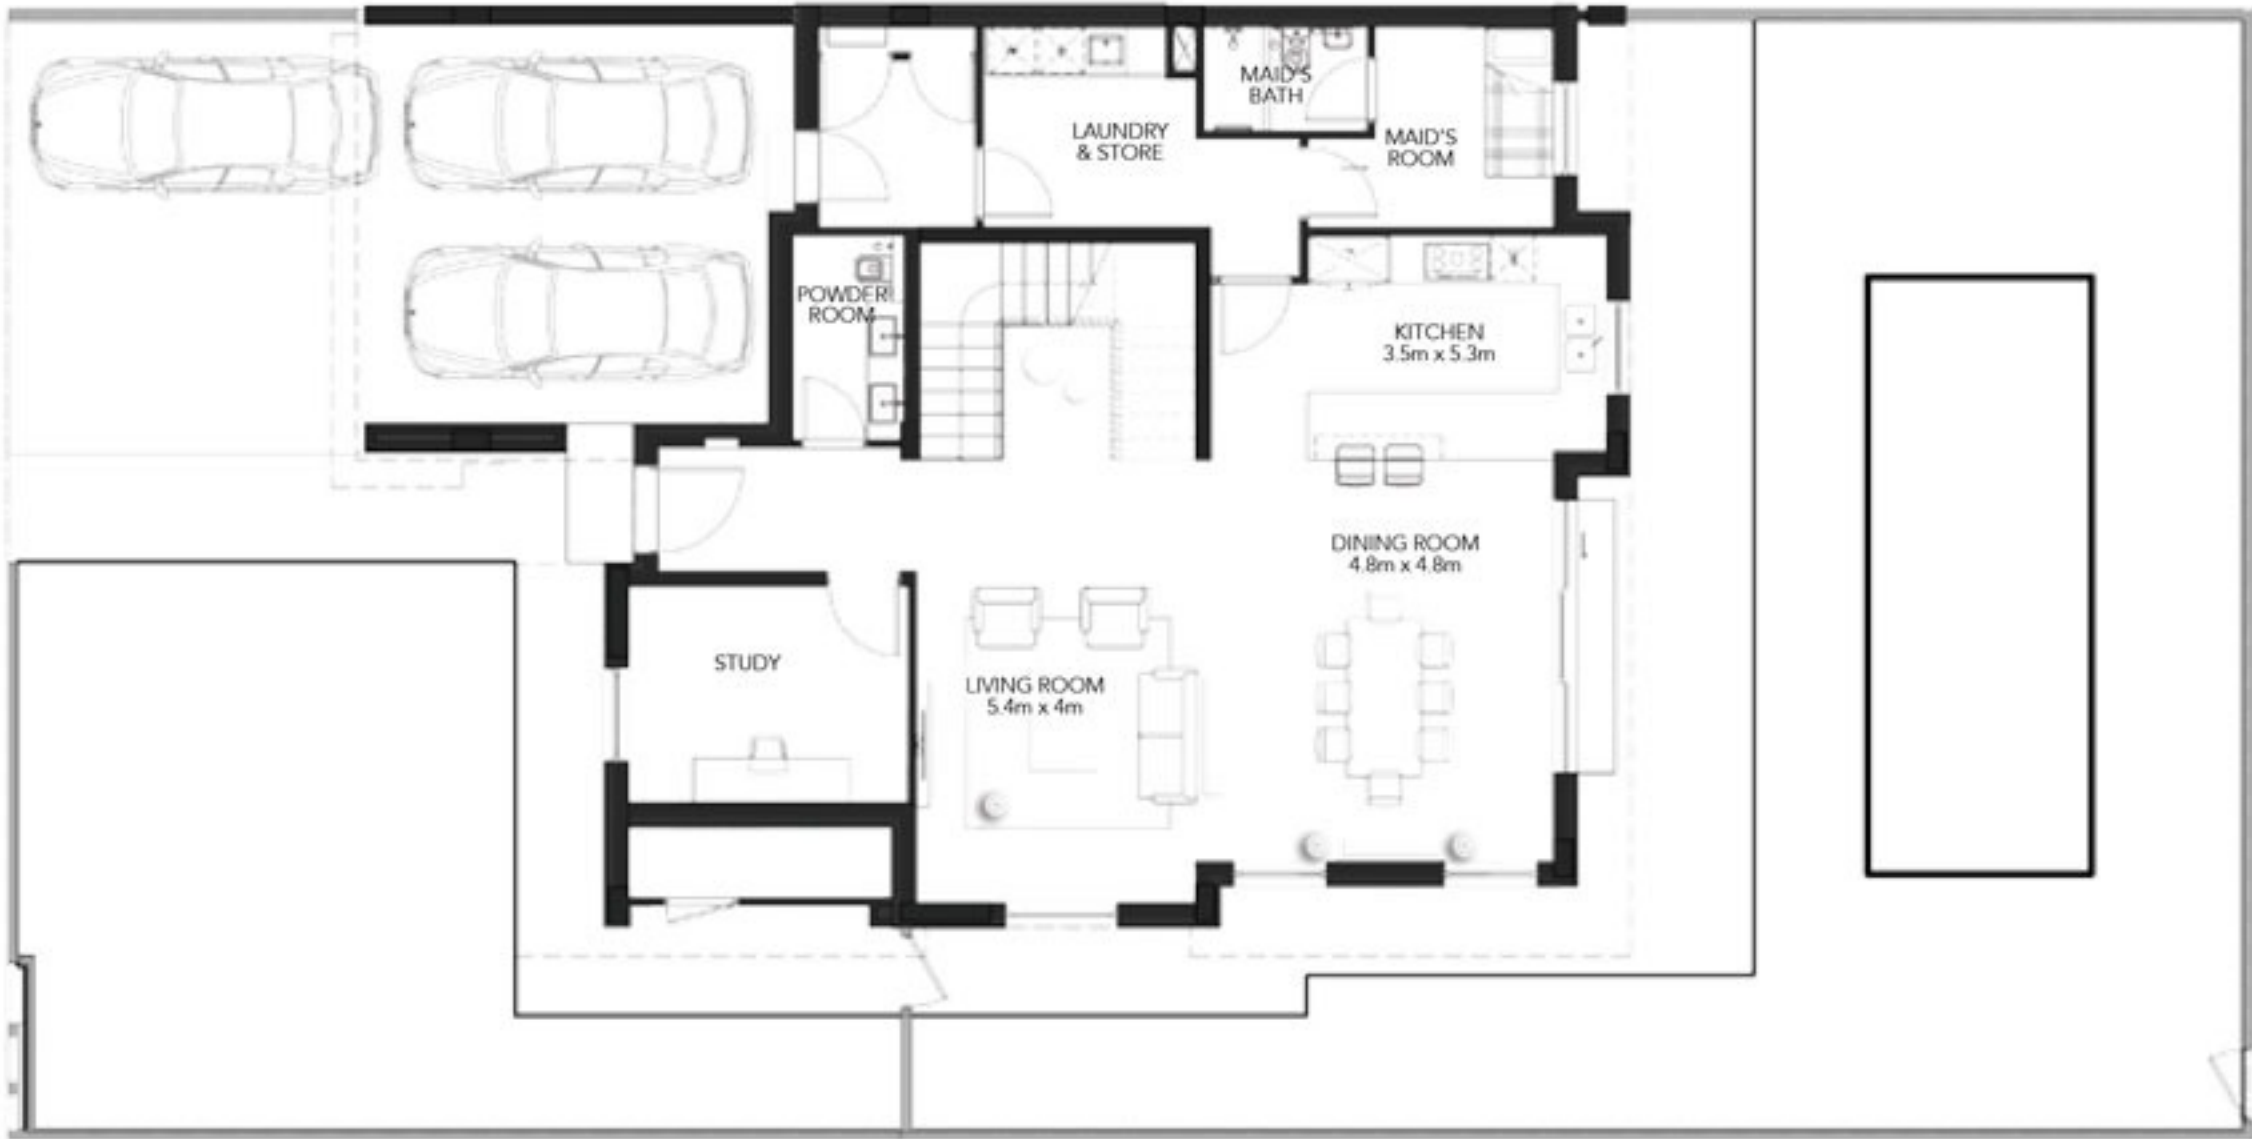 MAID'S
BATH
LAUNDRY
& STORE
MAID'S
ROOM
POWDER
ROOM
KITCHEN
3.5m x 5.3m
DINING ROOM
4.8m x 4.8m
STUDY
LIVING ROOM
5.4m x 4m